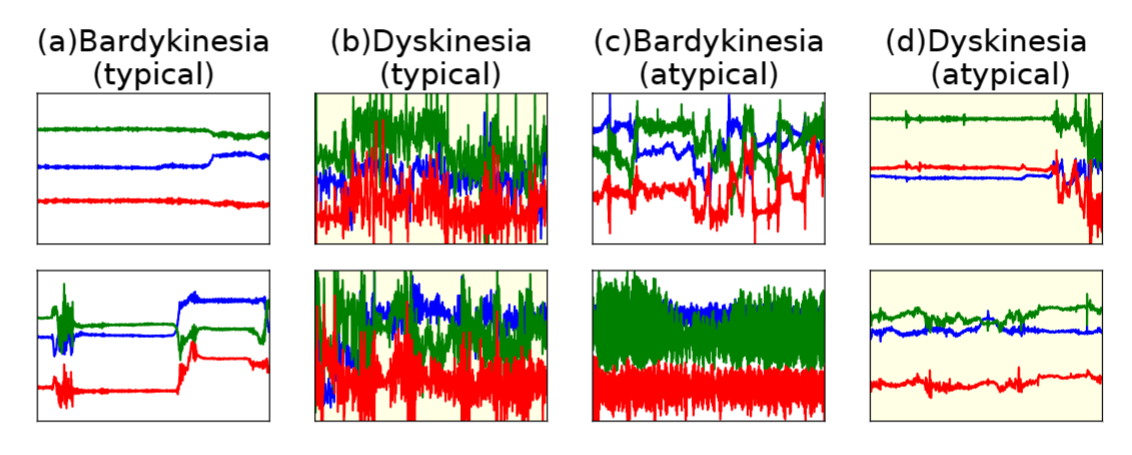 (a)Bardykinesia
(typical)
(b)Dyskinesia
(typical)
(c)Bardykinesia
(atypical)
(d)Dyskinesia
(atypical)